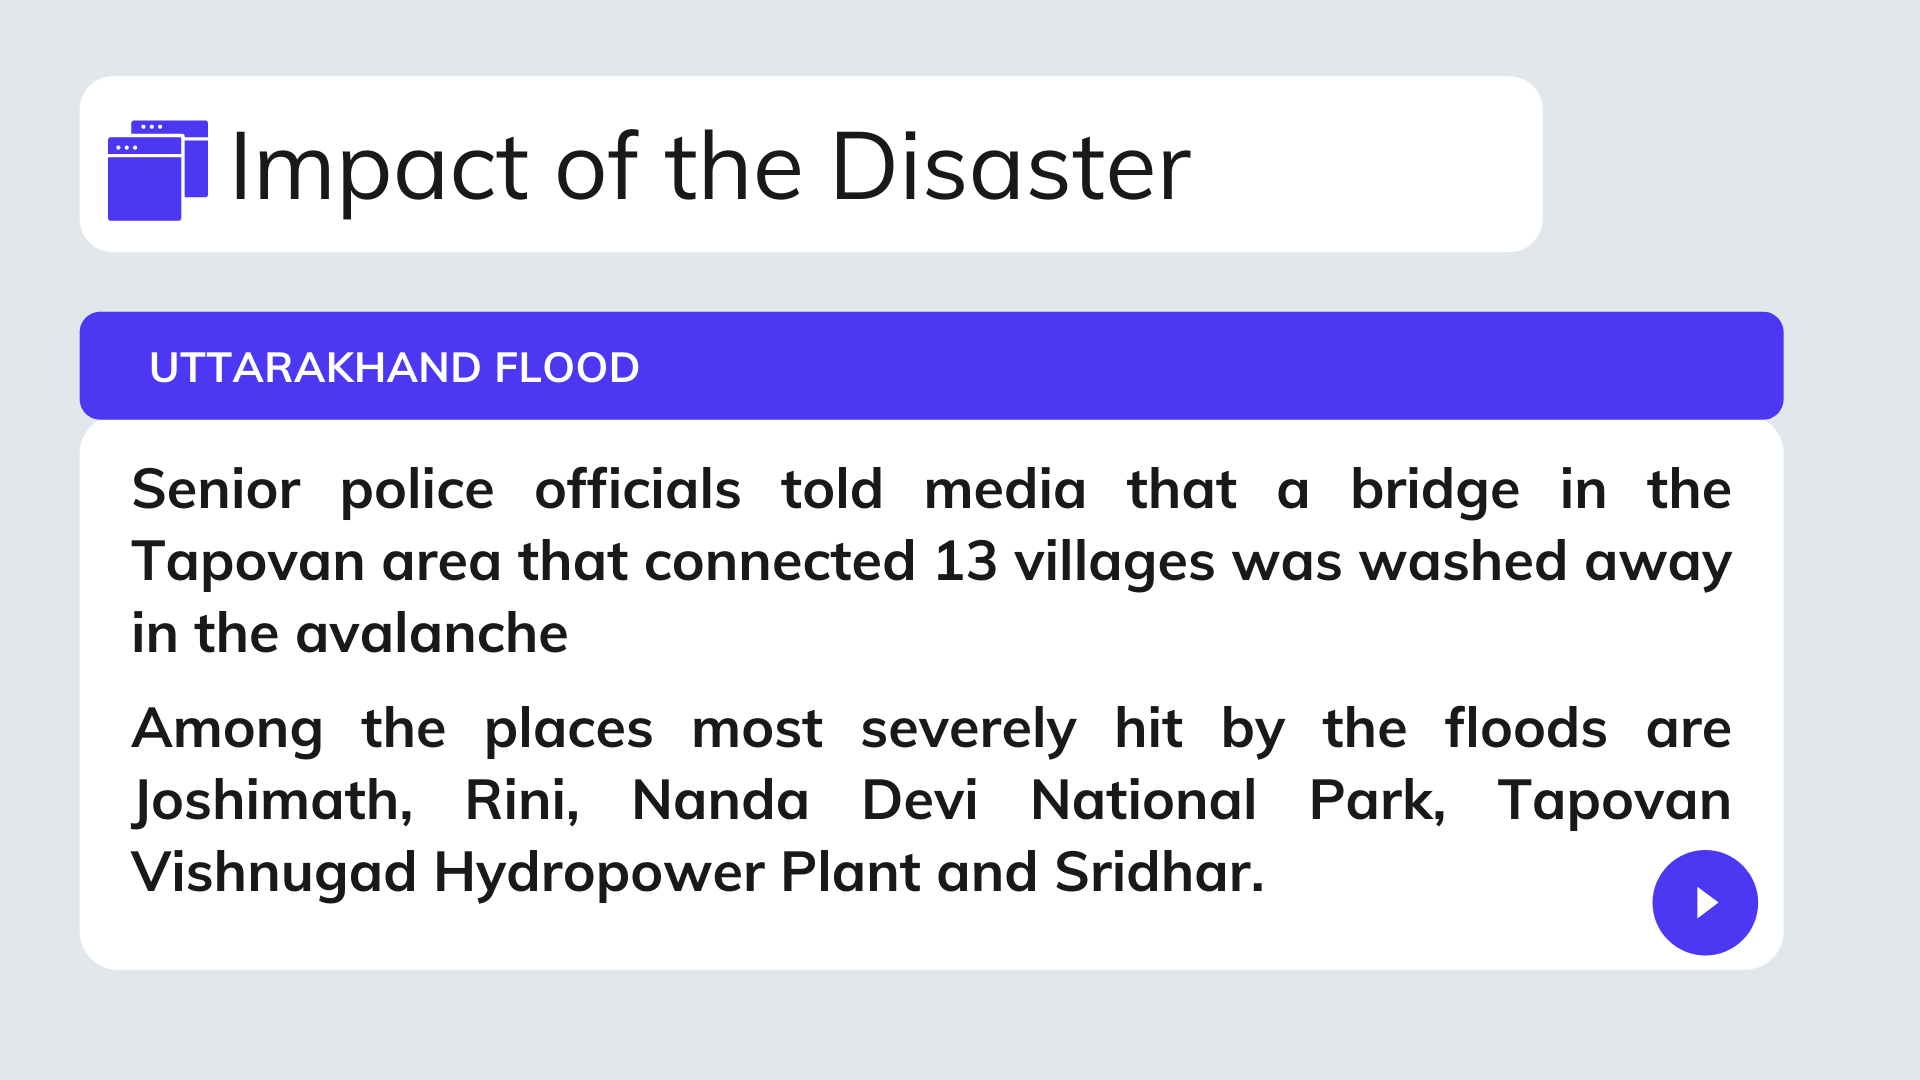 Impact of the Disaster
UTTARAKHAND FLOOD
Senior police officials told media that a bridge in the
Tapovan area that connected 13 villages was washed away
in the avalanche
Among the places most severely hit by the floods are
Joshimath, Rini, Nanda Devi National Park, Tapovan
Vishnugad Hydropower Plant and Sridhar.